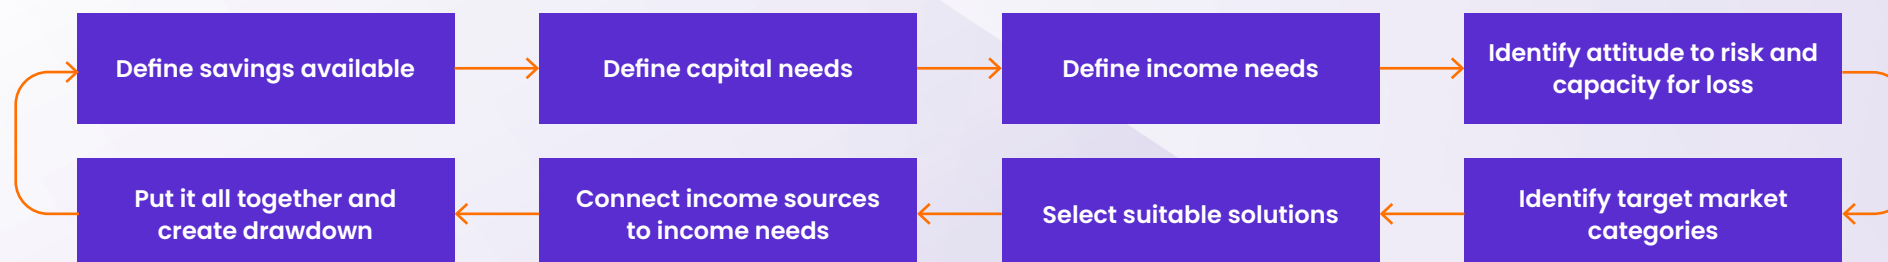 Define savings available
Define capital needs
Define income needs
Identify attitude to risk and
capacity for loss
Put it all together and
create drawdown
Connect income sources
to income needs
Select suitable solutions
Identify target market
categories